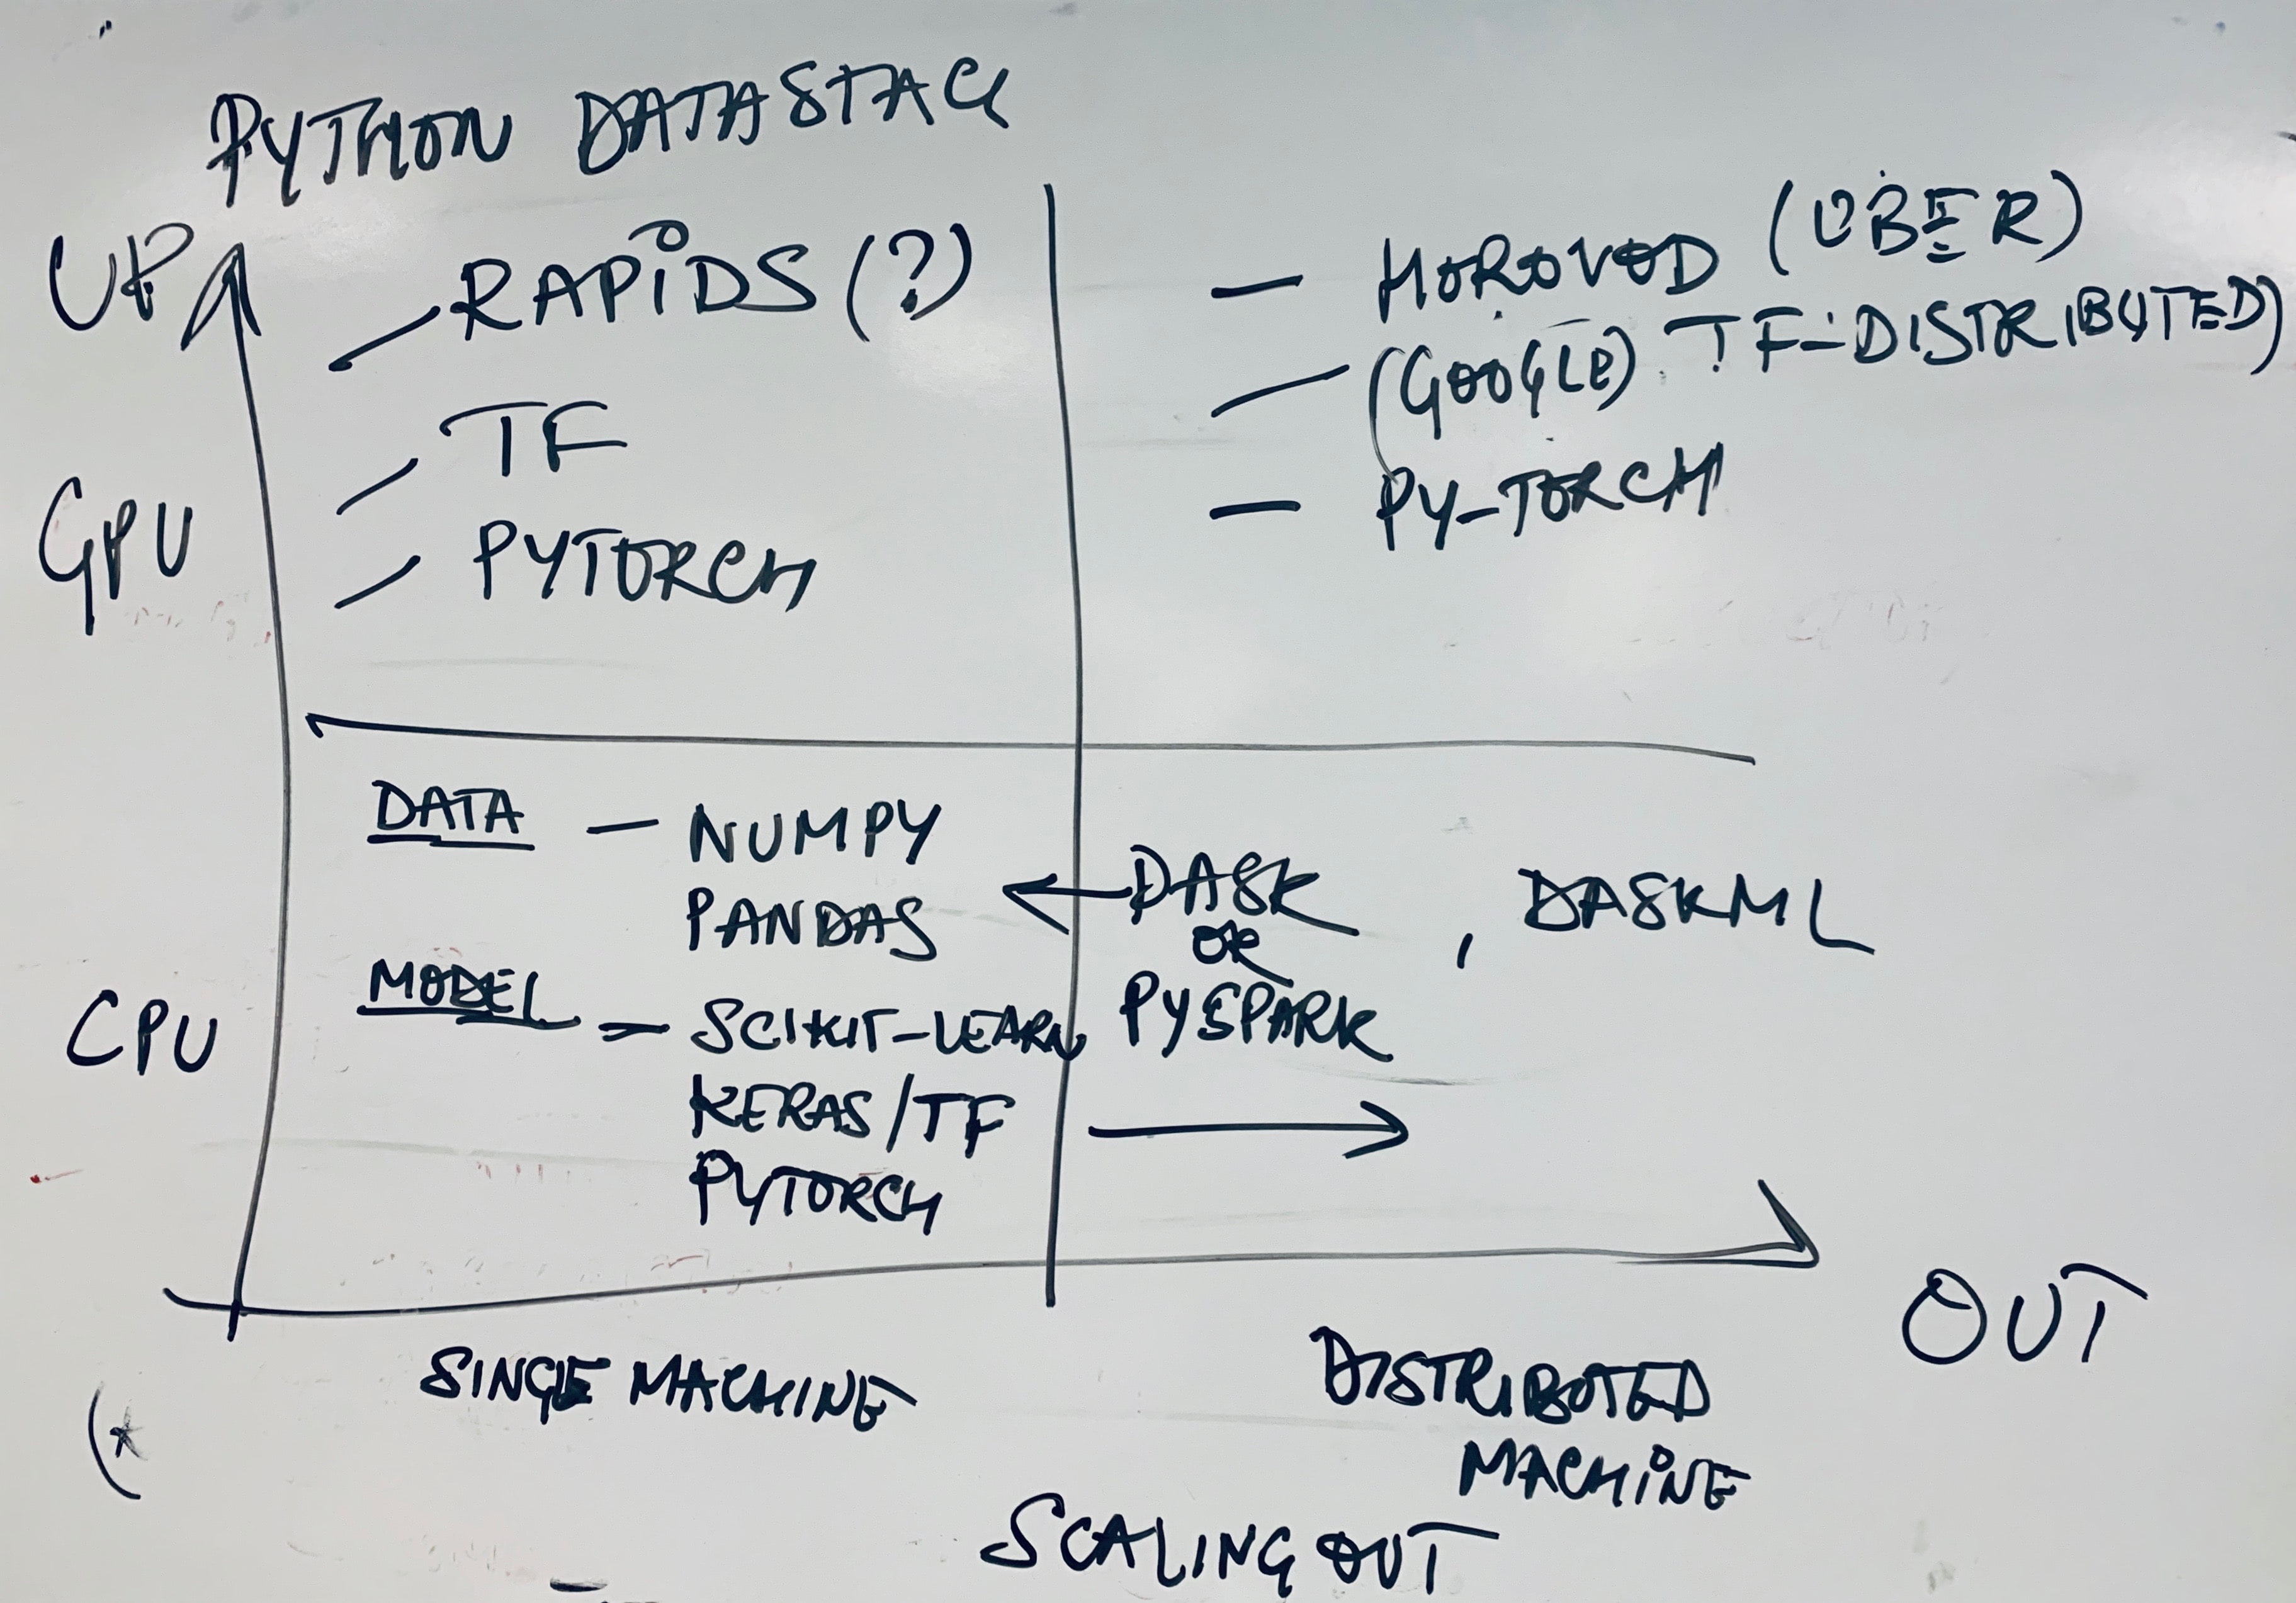 PYTHON DATASTACK
UP
RAPiDS (?)
TF
PYTORCH
GPU
HOROVOD (UBER)
(GOOGLE) TF-DISTRIBUTED)
PY-TORCH
DATA — NUMPY
PANDAS
MODEL = SCIKIT-LEARN
KERAS/TF
PYTORCH
CPU
DASK , DASKML
OR
PYSPARK
SINGLE MACHINE
DISTRIBUTED
MACHiNE
OUT
(*
SCALING OUT